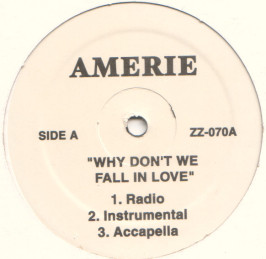 AMERIE
SIDE A
ZZ-070A
"WHY DON'T WE
FALL IN LOVE"
1. Radio
2. Instrumental
3. Accapella